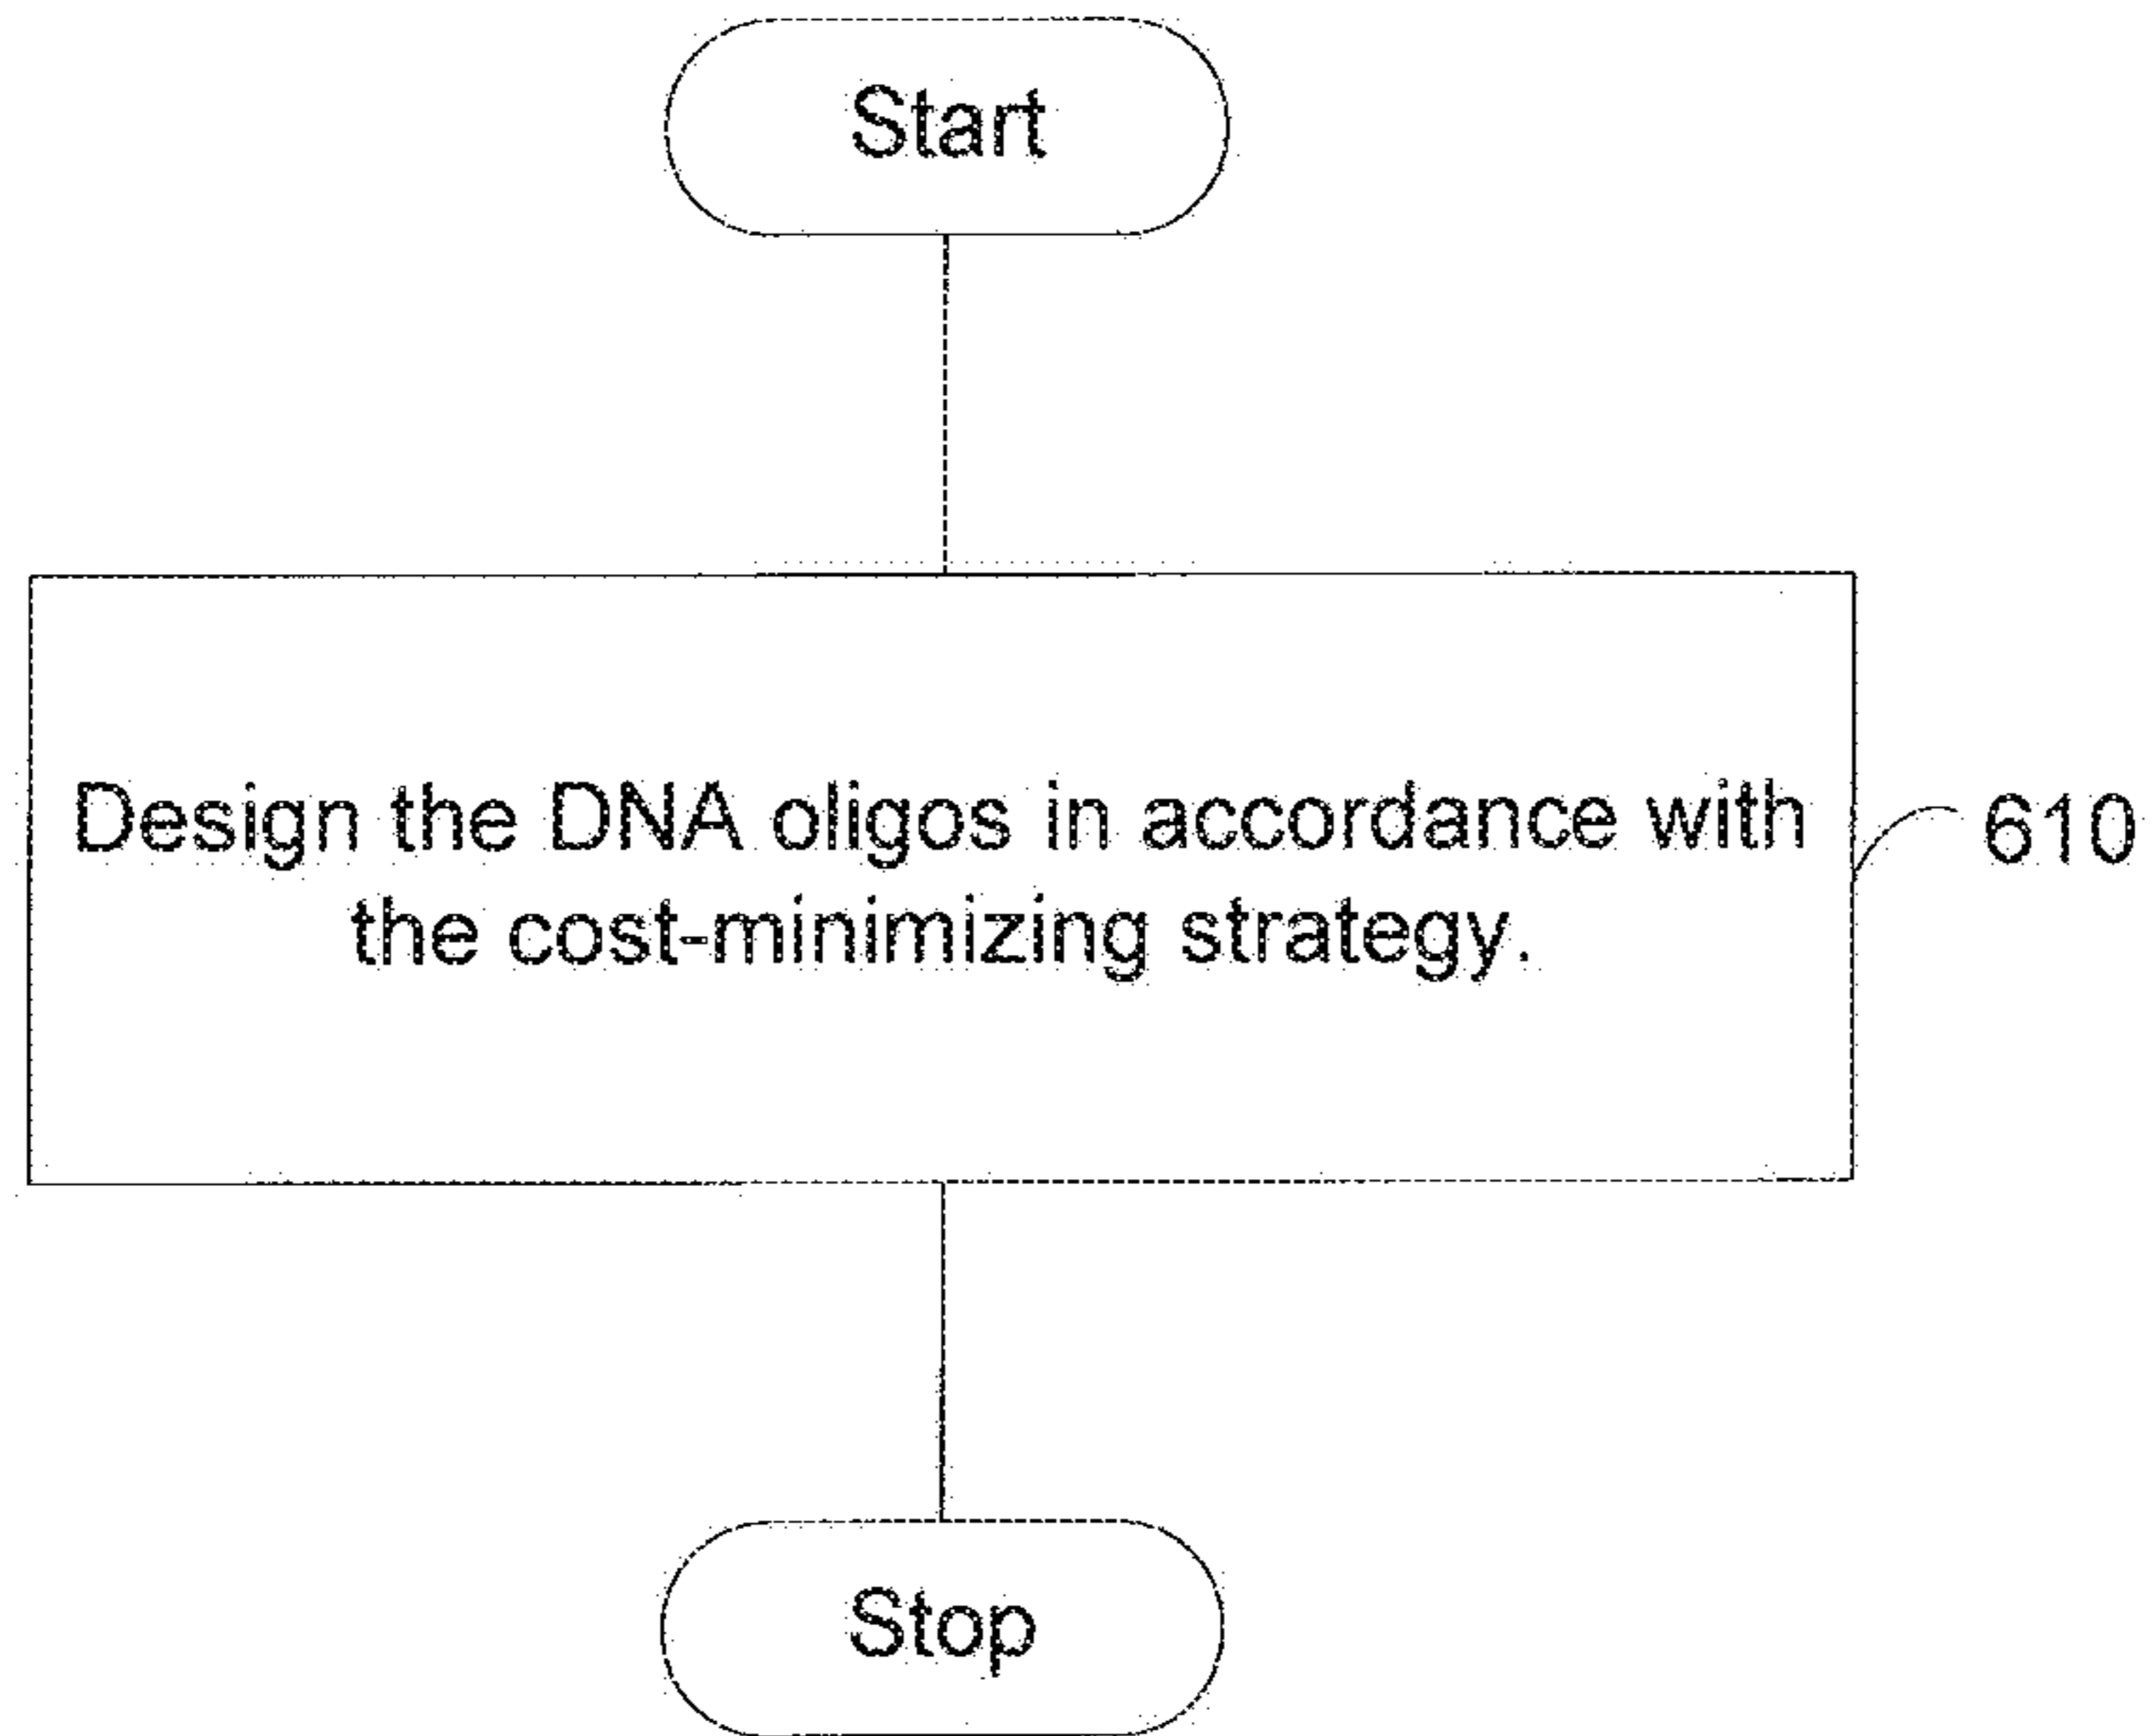 Start
Design the DNA oligos in accordance with
the cost-minimizing strategy.
610
Stop